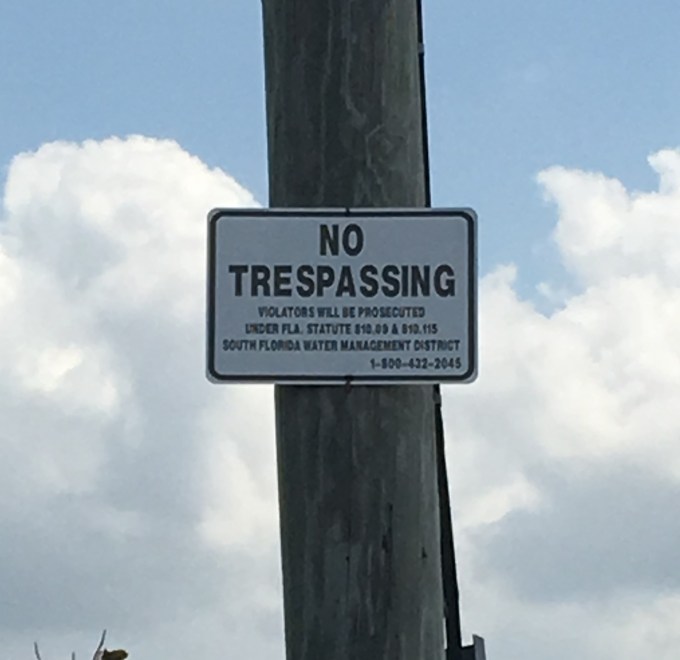 NO
TRESPASSING
VIOLATORS WILL BE PROSECUTED
UNDER FLA. STATUTE 810.09 & 810.115
SOUTH FLORIDA WATER MANAGEMENT DISTRICT
1-800-432-2045